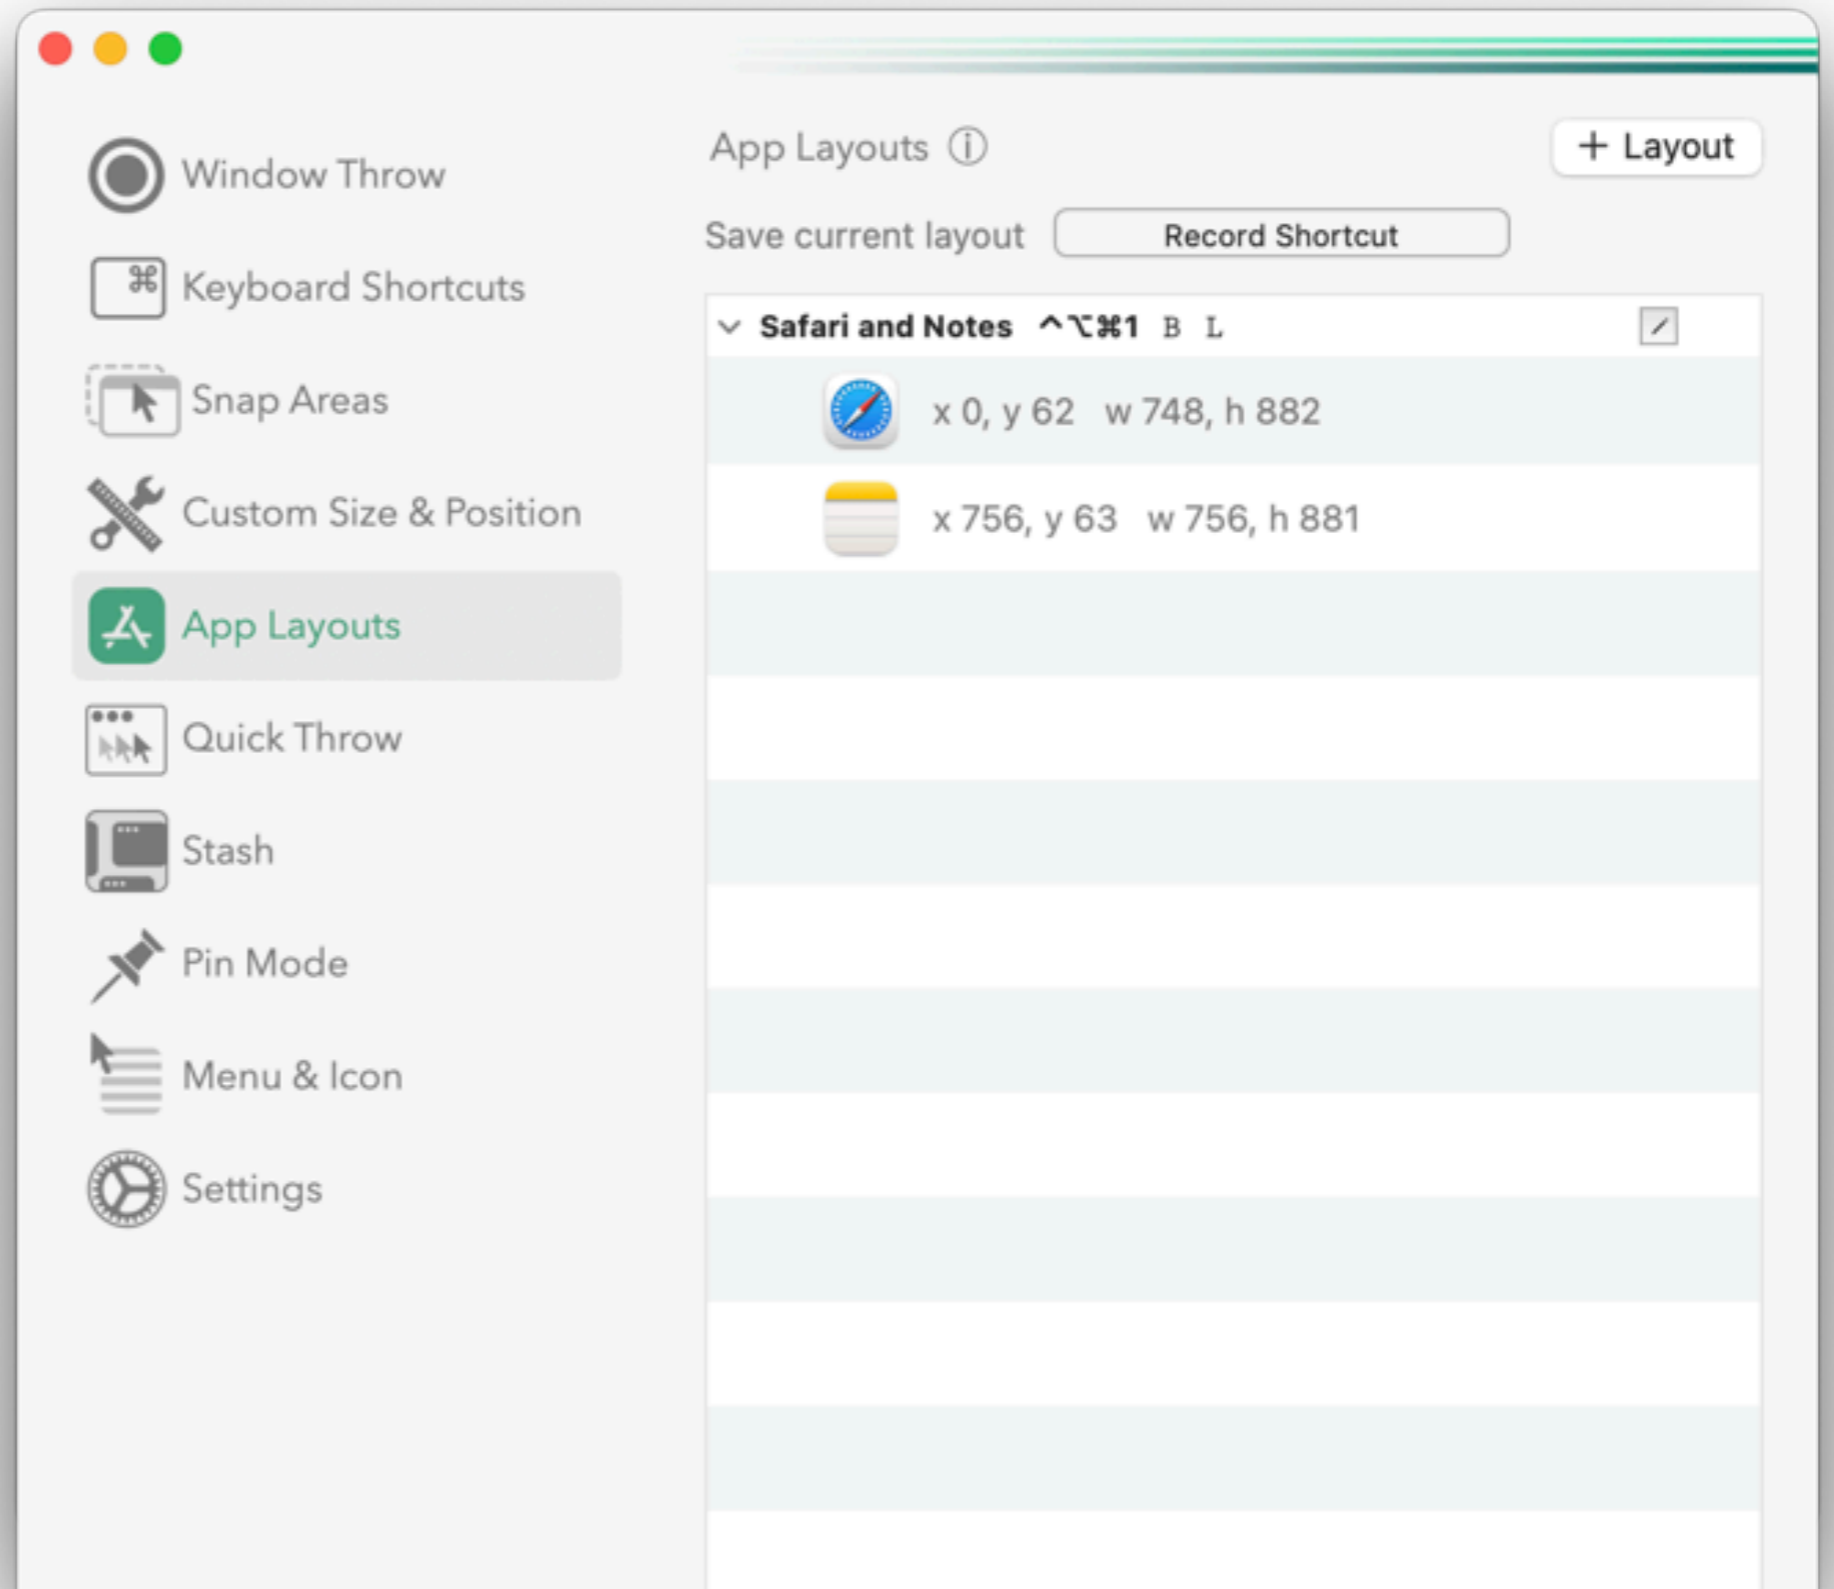 Window Throw
⌘ Keyboard Shortcuts
Snap Areas
Custom Size & Position
App Layouts
Quick Throw
Stash
Pin Mode
Menu & Icon
Settings
App Layouts ⓘ
+ Layout
Save current layout Record Shortcut
Safari and Notes ^⌥⌘1 B L
x 0, y 62 w 748, h 882
x 756, y 63 w 756, h 881